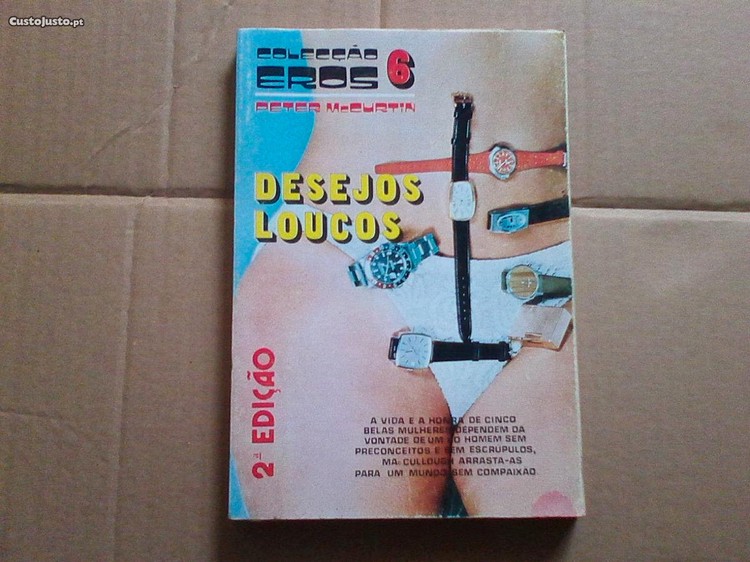 CustoJusto.pt
COLECÇÃO
EROS 6
PETER McCURTIN
DESEJOS
LOUCOS
2ª EDIÇÃO
A VIDA E A HONRA DE CINCO
BELAS MULHERES DEPENDEM DA
VONTADE DE UM SÓ HOMEM SEM
PRECONCEITOS E SEM ESCRÚPULOS,
MA CULLOUGH ARRASTA-AS
PARA UM MUNDO SEM COMPAIXÃO